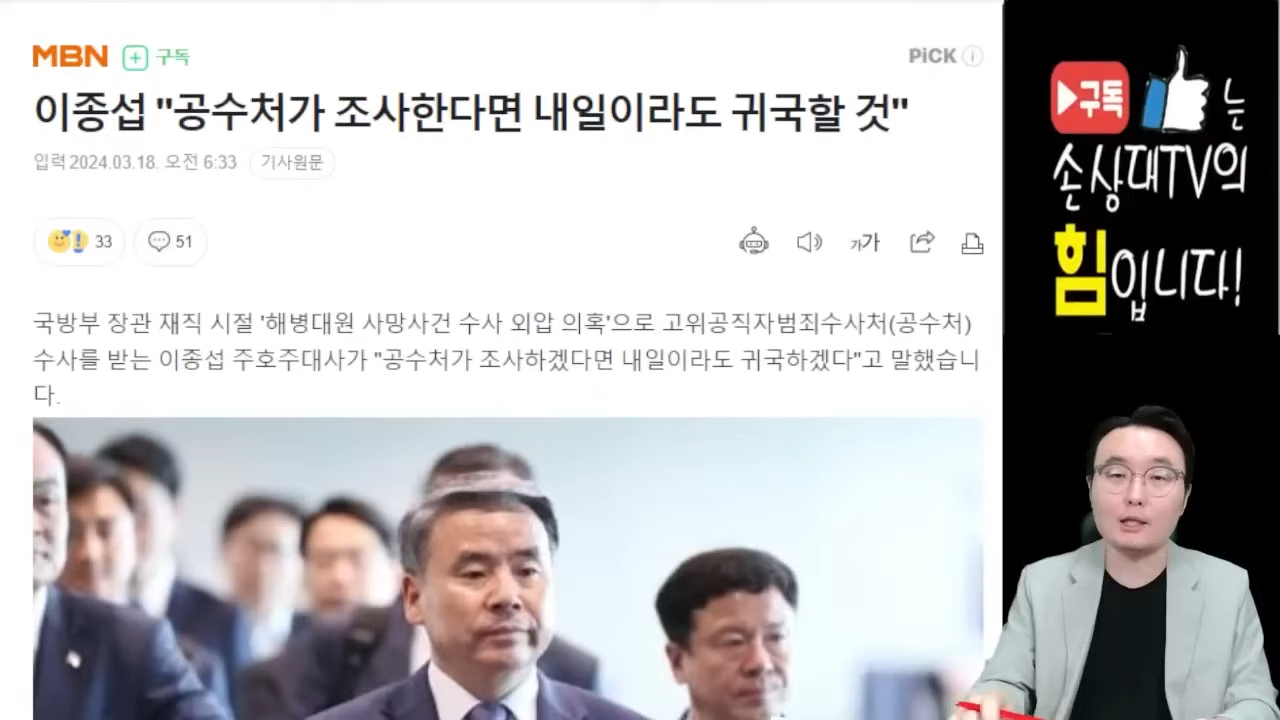 MBN 구독
PiCK
이종섭 "공수처가 조사한다면 내일이라도 귀국할 것"
입력 2024.03.18. 오전 6:33 기사원문
33 51
가가
국방부 장관 재직 시절 '해병대원 사망사건 수사 외압 의혹'으로 고위공직자범죄수사처(공수처)
수사를 받는 이종섭 주호주대사가 "공수처가 조사하겠다면 내일이라도 귀국하겠다"고 말했습니
다.
구독 는
손상대TV의
힘입니다!